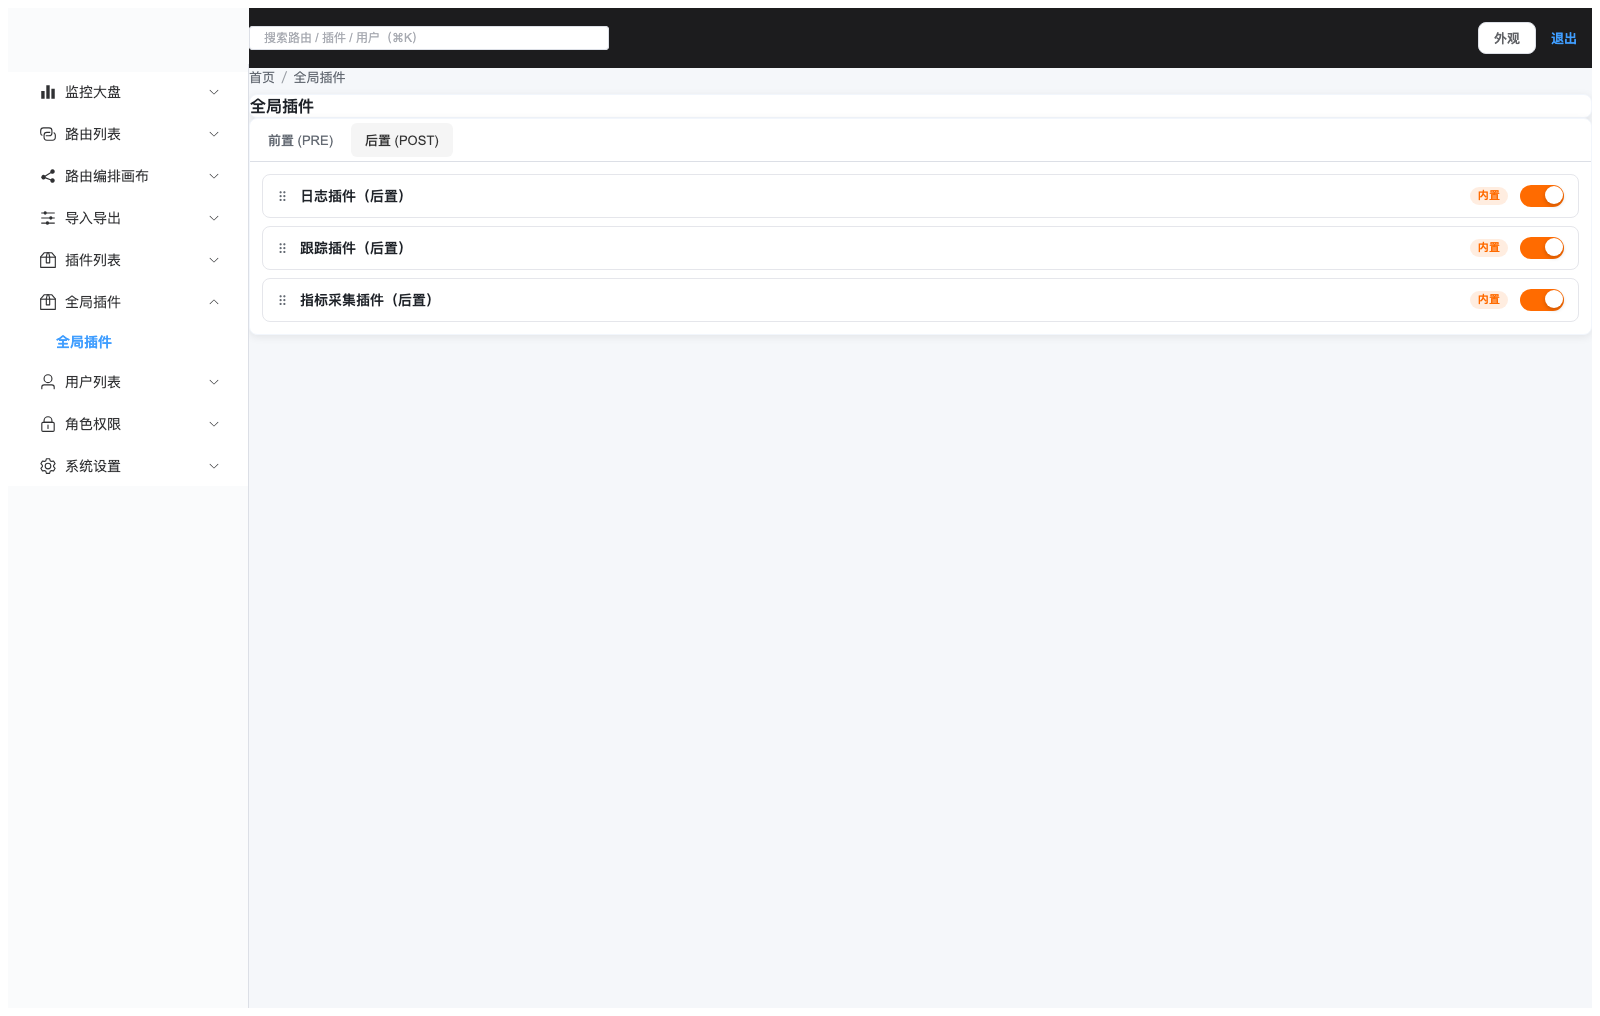 搜索路由 / 插件 / 用户（⌘K）
外观
退出
监控大盘
路由列表
路由编排画布
导入导出
插件列表
全局插件
全局插件
用户列表
角色权限
系统设置
首页 / 全局插件
全局插件
前置 (PRE)
后置 (POST)
日志插件（后置）
内置
跟踪插件（后置）
内置
指标采集插件（后置）
内置